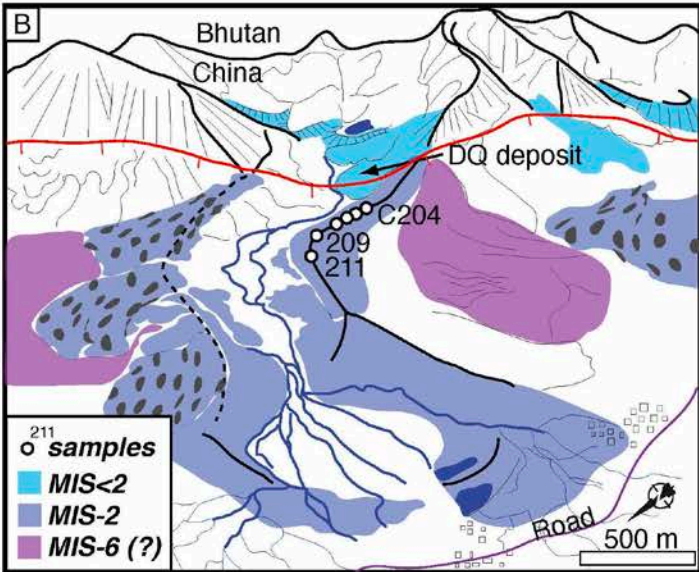 B
Bhutan
China
DQ deposit
C204
209
211
211
samples
MIS<2
MIS-2
MIS-6 (?)
Road
500 m